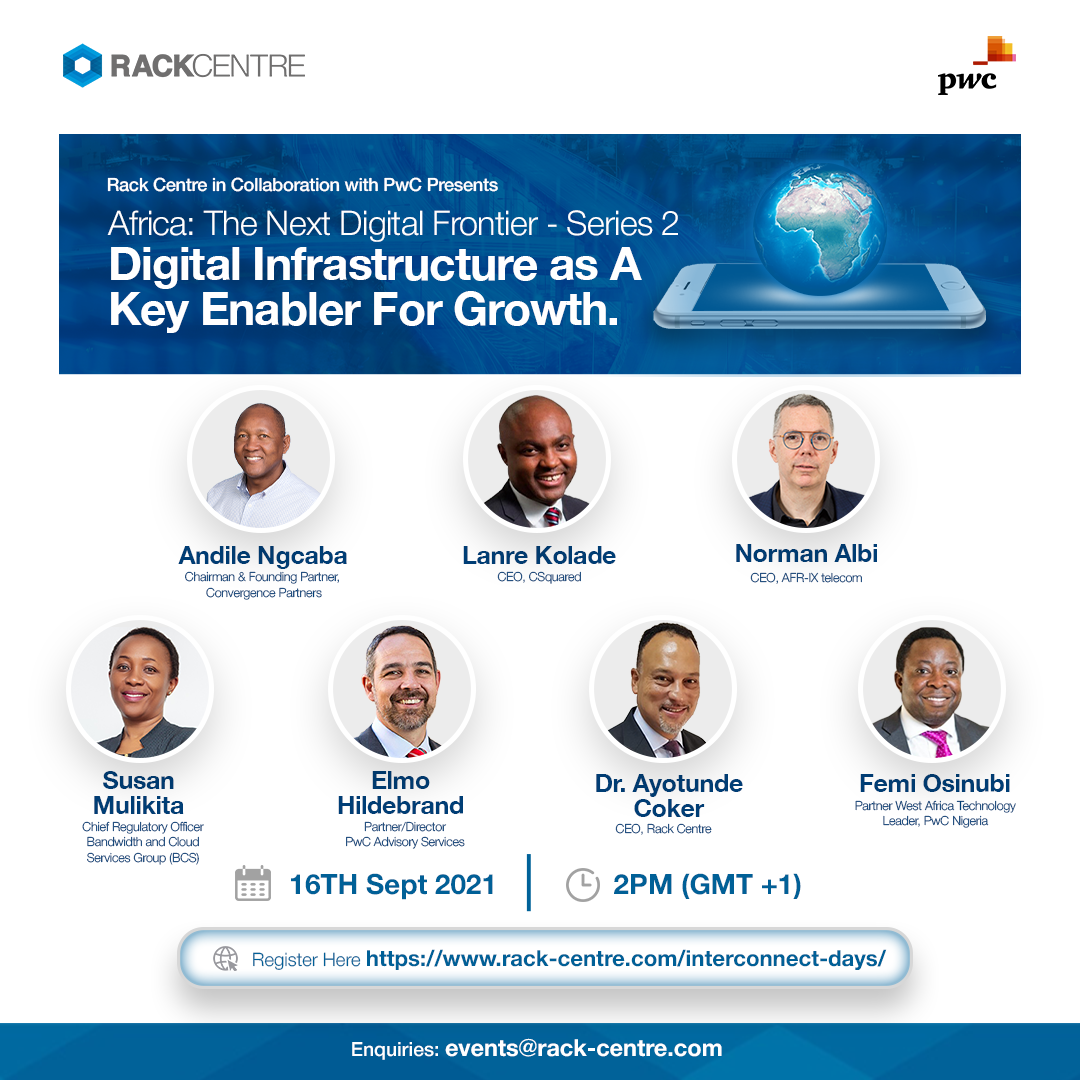 RACKCENTRE
pwc
Rack Centre in Collaboration with PwC Presents
Africa: The Next Digital Frontier - Series 2
Digital Infrastructure as A
Key Enabler For Growth.
Andile Ngcaba
Chairman & Founding Partner,
Convergence Partners
Lanre Kolade
CEO, CSquared
Norman Albi
CEO, AFR-IX telecom
Susan
Mulikita
Chief Regulatory Officer
Bandwidth and Cloud
Services Group (BCS)
Elmo
Hildebrand
Partner/Director
PwC Advisory Services
Dr. Ayotunde
Coker
CEO, Rack Centre
Femi Osinubi
Partner West Africa Technology
Leader, PwC Nigeria
16TH Sept 2021
2PM (GMT +1)
Register Here https://www.rack-centre.com/interconnect-days/
Enquiries: events@rack-centre.com